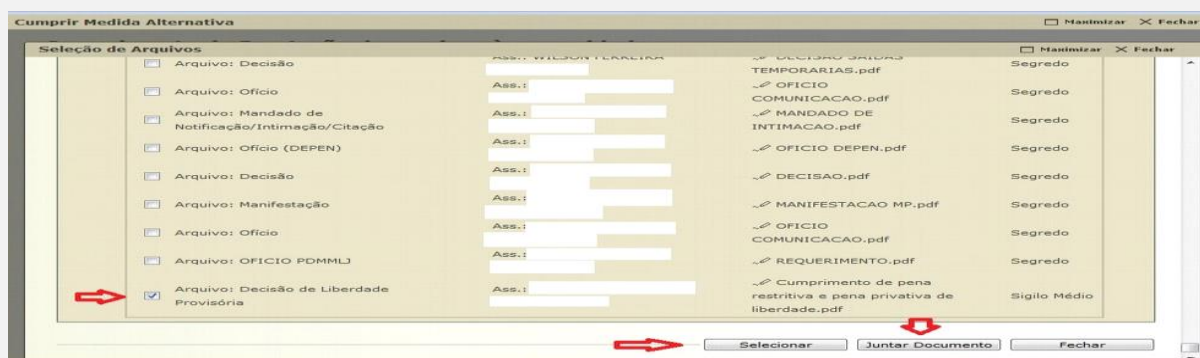 Cumprir Medida Alternativa Maximizar Fechar
Seleção de Arquivos Maximizar Fechar
Arquivo: Decisão Ass.: WILSON FERREIRA DECISAO SAIDAS TEMPORARIAS.pdf Segredo
Arquivo: Ofício Ass.: OFICIO COMUNICACAO.pdf Segredo
Arquivo: Mandado de Notificação/Intimação/Citação Ass.: MANDADO DE INTIMACAO.pdf Segredo
Arquivo: Ofício (DEPEN) Ass.: OFICIO DEPEN.pdf Segredo
Arquivo: Decisão Ass.: DECISAO.pdf Segredo
Arquivo: Manifestação Ass.: MANIFESTACAO MP.pdf Segredo
Arquivo: Ofício Ass.: OFICIO COMUNICACAO.pdf Segredo
Arquivo: OFICIO PDMMLJ Ass.: REQUERIMENTO.pdf Segredo
Arquivo: Decisão de Liberdade Provisória Ass.: Cumprimento de pena restritiva e pena privativa de liberdade.pdf Sigilo Médio
Selecionar Juntar Documento Fechar